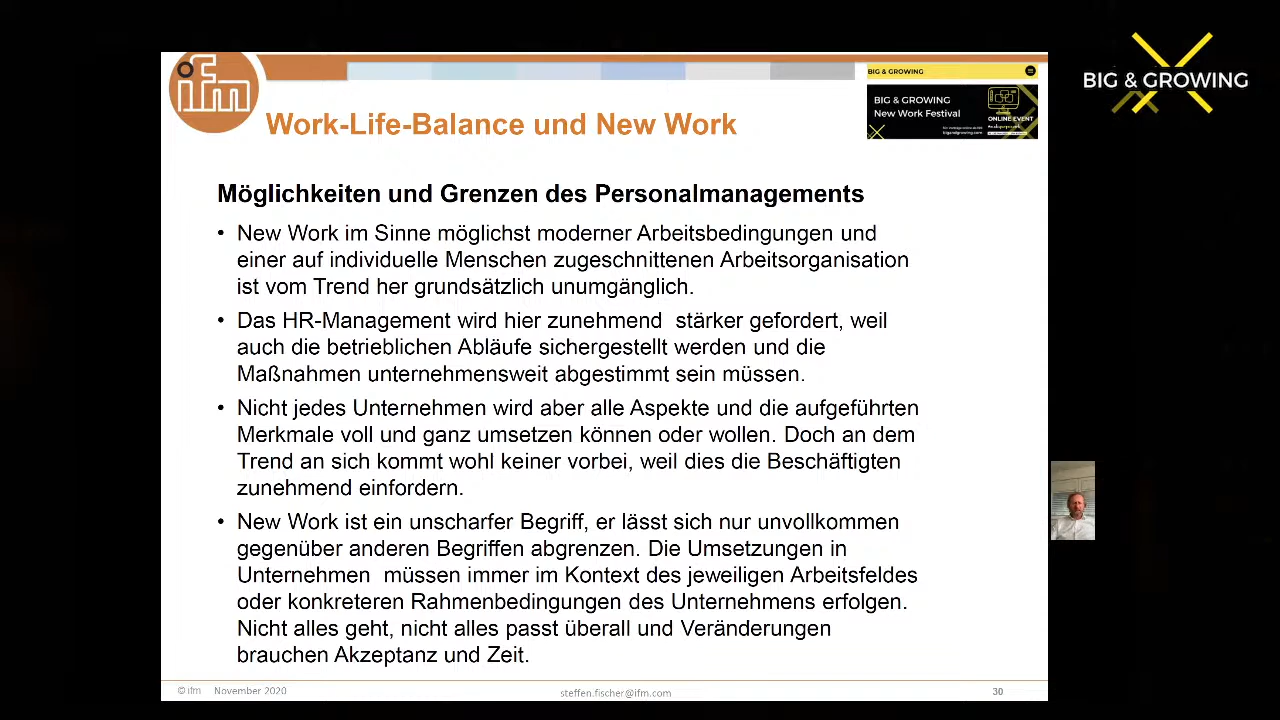 ifm
BIG & GROWING
BIG & GROWING
New Work Festival
ONLINE EVENT
BIG & GROWING
Work-Life-Balance und New Work
Möglichkeiten und Grenzen des Personalmanagements
• New Work im Sinne möglichst moderner Arbeitsbedingungen und
einer auf individuelle Menschen zugeschnittenen Arbeitsorganisation
ist vom Trend her grundsätzlich unumgänglich.
• Das HR-Management wird hier zunehmend stärker gefordert, weil
auch die betrieblichen Abläufe sichergestellt werden und die
Maßnahmen unternehmensweit abgestimmt sein müssen.
• Nicht jedes Unternehmen wird aber alle Aspekte und die aufgeführten
Merkmale voll und ganz umsetzen können oder wollen. Doch an dem
Trend an sich kommt wohl keiner vorbei, weil dies die Beschäftigten
zunehmend einfordern.
• New Work ist ein unscharfer Begriff, er lässt sich nur unvollkommen
gegenüber anderen Begriffen abgrenzen. Die Umsetzungen in
Unternehmen müssen immer im Kontext des jeweiligen Arbeitsfeldes
oder konkreteren Rahmenbedingungen des Unternehmens erfolgen.
Nicht alles geht, nicht alles passt überall und Veränderungen
brauchen Akzeptanz und Zeit.
© ifm November 2020
steffen.fischer@ifm.com
30